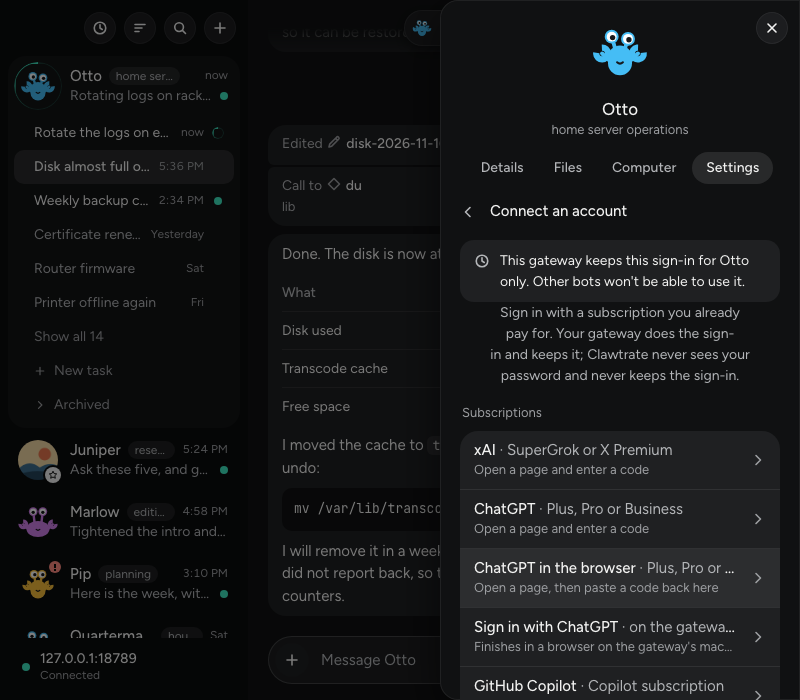 Otto home ser... now
Rotating logs on rack...
Rotate the logs on e... now
Disk almost full o... 5:36 PM
Weekly backup c... 2:34 PM
Certificate rene... Yesterday
Router firmware Sat
Printer offline again Fri
Show all 14
New task
Archived
Juniper rese... 5:24 PM
Ask these five, and g...
Marlow editi... 4:58 PM
Tightened the intro and...
Pip planning 3:10 PM
Here is the week, wit...
Quarterma hou Sat
127.0.0.1:18789
Connected
so it can be restor
Edited disk-2026-11-1
Call to du
lib
Done. The disk is now at
What
Disk used
Transcode cache
Free space
I moved the cache to
undo:
mv /var/lib/transco
I will remove it in a week
did not report back, so t
counters.
Message Otto
Otto
home server operations
Details Files Computer Settings
Connect an account
This gateway keeps this sign-in for Otto
only. Other bots won't be able to use it.
Sign in with a subscription you already
pay for. Your gateway does the sign-
in and keeps it; Clawtrate never sees your
password and never keeps the sign-in.
Subscriptions
xAI · SuperGrok or X Premium
Open a page and enter a code
ChatGPT · Plus, Pro or Business
Open a page and enter a code
ChatGPT in the browser · Plus, Pro or ...
Open a page, then paste a code back here
Sign in with ChatGPT · on the gatewa...
Finishes in a browser on the gateway's mac...
GitHub Copilot · Copilot subscription